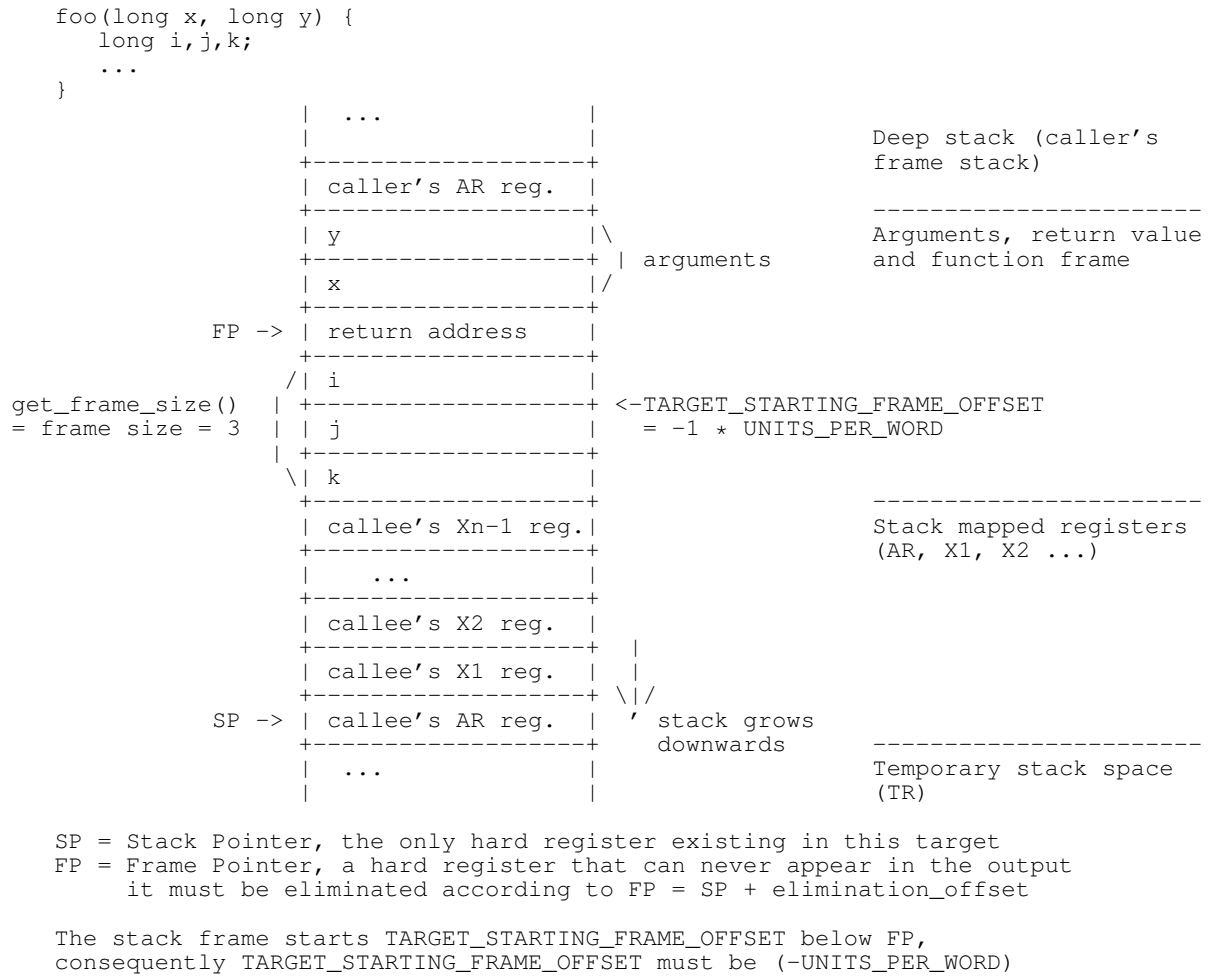 foo(long x, long y) {
   long i,j,k;
   ...
}
                     |  ...              |
                     |                   |                   Deep stack (caller's
                     +-------------------+                   frame stack)
                     | caller's AR reg.  |
                     +-------------------+                   -----------------------
                     | y                 |\                  Arguments, return value
                     +-------------------+ | arguments       and function frame
                     | x                 |/
                     +-------------------+
              FP -> | return address    |
                     +-------------------+
                    /| i                 |
get_frame_size()  | +-------------------+ <-TARGET_STARTING_FRAME_OFFSET
= frame size = 3  | | j                 |   = -1 * UNITS_PER_WORD
                   | +-------------------+
                    \| k                 |
                     +-------------------+                   -----------------------
                     | callee's Xn-1 reg.|                   Stack mapped registers
                     +-------------------+                   (AR, X1, X2 ...)
                     |    ...            |
                     +-------------------+
                     | callee's X2 reg.  |
                     +-------------------+  |
                     | callee's X1 reg.  |  |
                     +-------------------+ \|/
              SP -> | callee's AR reg.  |  ' stack grows
                     +-------------------+    downwards      -----------------------
                     |  ...              |                   Temporary stack space
                     |                   |                   (TR)
SP = Stack Pointer, the only hard register existing in this target
FP = Frame Pointer, a hard register that can never appear in the output
     it must be eliminated according to FP = SP + elimination_offset
The stack frame starts TARGET_STARTING_FRAME_OFFSET below FP,
consequently TARGET_STARTING_FRAME_OFFSET must be (-UNITS_PER_WORD)